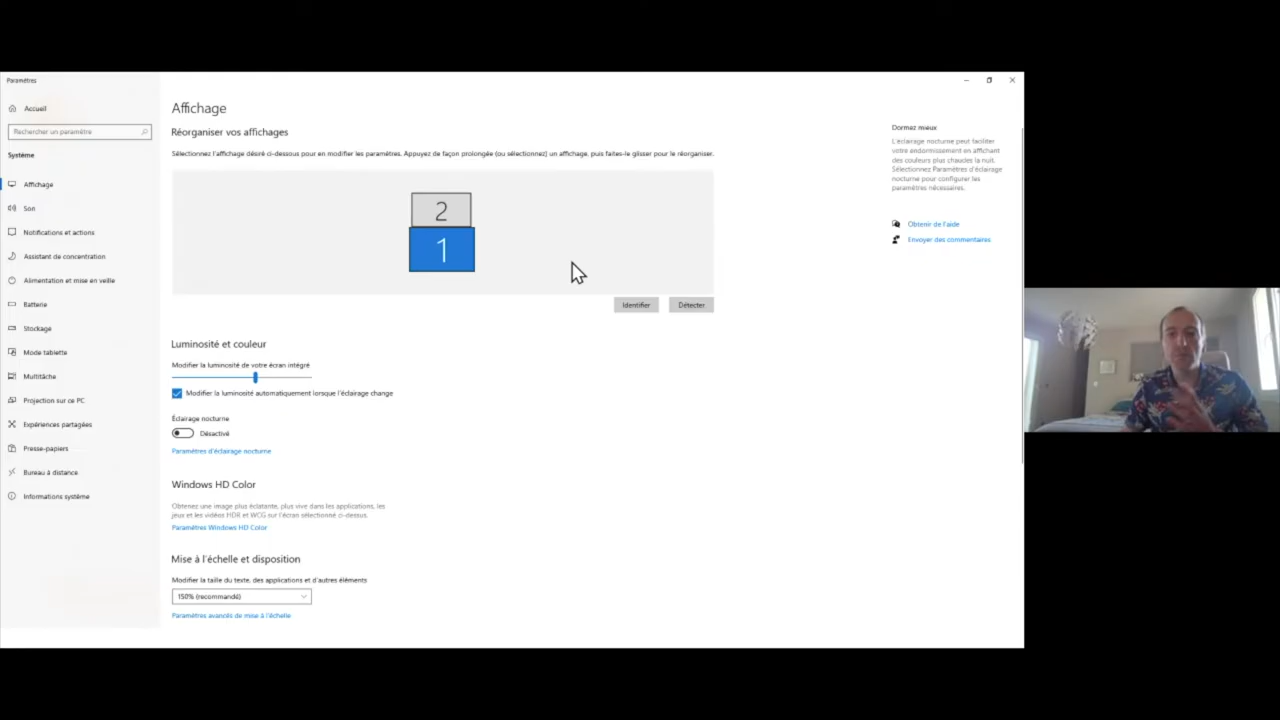 Paramètres
Accueil
Rechercher un paramètre
Système
Affichage
Son
Notifications et actions
Assistant de concentration
Alimentation et mise en veille
Batterie
Stockage
Mode tablette
Multitâche
Projection sur ce PC
Expériences partagées
Presse-papiers
Bureau à distance
Informations système
Affichage
Réorganiser vos affichages
Sélectionnez l'affichage désiré ci-dessous pour en modifier les paramètres. Appuyez de façon prolongée (ou sélectionnez) un affichage, puis faites-le glisser pour le réorganiser.
2
1
Identifier
Détecter
Luminosité et couleur
Modifier la luminosité de votre écran intégré
Modifier la luminosité automatiquement lorsque l'éclairage change
Éclairage nocturne
Désactivé
Paramètres d'éclairage nocturne
Windows HD Color
Obtenez une image plus éclatante, plus vive dans les applications, les
jeux et les vidéos HDR et WCG sur l'écran sélectionné ci-dessus.
Paramètres Windows HD Color
Mise à l'échelle et disposition
Modifier la taille du texte, des applications et d'autres éléments
150% (recommandé)
Paramètres avancés de mise à l'échelle
Dormez mieux
L'éclairage nocturne peut faciliter
votre endormissement en affichant
des couleurs plus chaudes la nuit.
Sélectionnez Paramètres d'éclairage
nocturne pour configurer les
paramètres nécessaires.
Obtenir de l'aide
Envoyer des commentaires